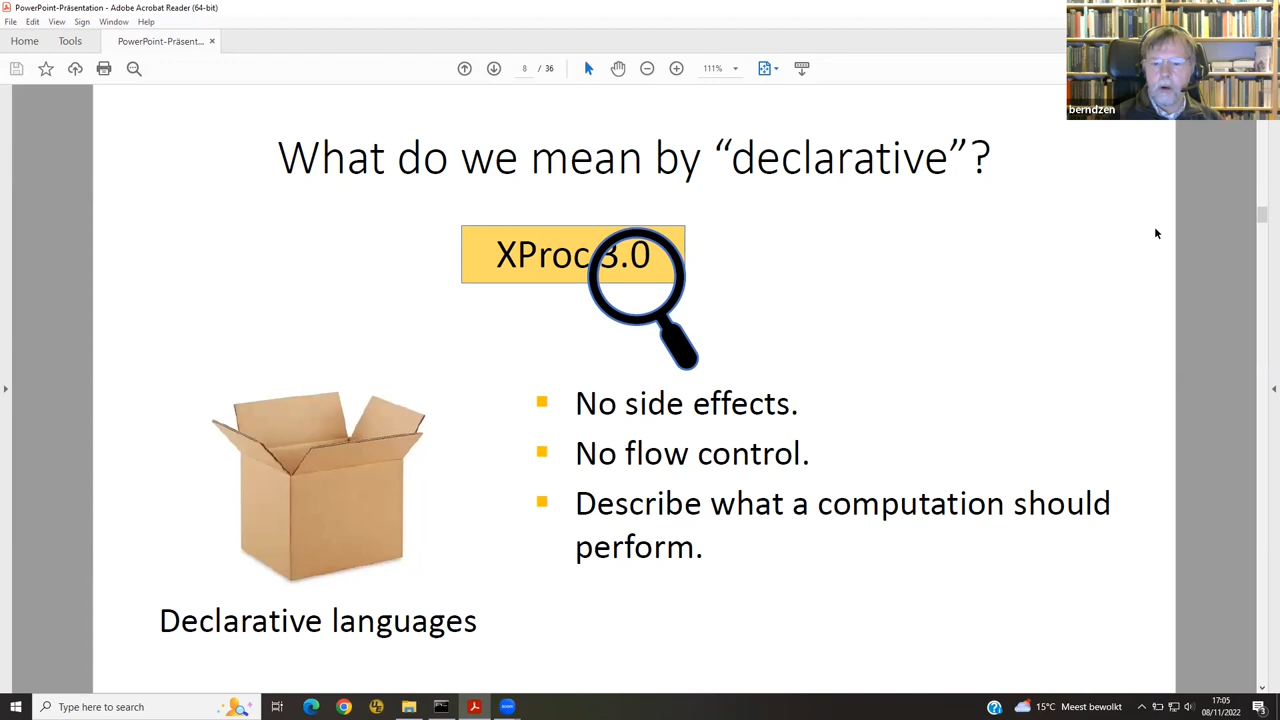 PowerPoint-Präsentation - Adobe Acrobat Reader (64-bit)
File Edit View Sign Window Help
Home Tools PowerPoint-Präsent... ×
8 / 36 111%
berndzen
What do we mean by “declarative”?
XProc 3.0
No side effects.
No flow control.
Describe what a computation should
perform.
Declarative languages
Type here to search
15°C Meest bewolkt
17:05
08/11/2022
3
zoom